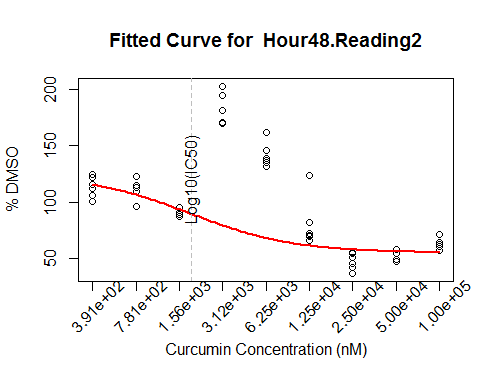 Fitted Curve for  Hour48.Reading2
% DMSO
200
150
100
50
Log10(IC50)
3.91e+02
7.81e+02
1.56e+03
3.12e+03
6.25e+03
1.25e+04
2.50e+04
5.00e+04
1.00e+05
Curcumin Concentration (nM)